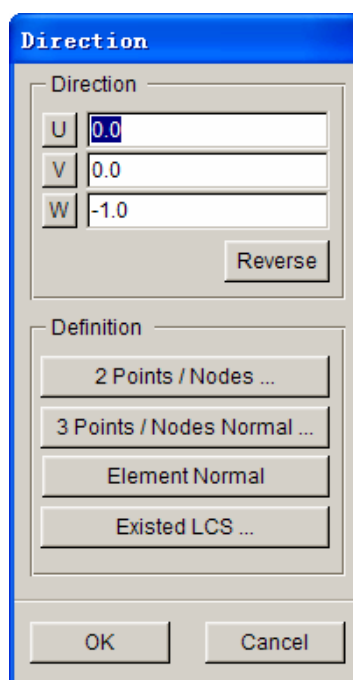 Direction
Direction
U 0.0
V 0.0
W -1.0
Reverse
Definition
2 Points / Nodes ...
3 Points / Nodes Normal ...
Element Normal
Existed LCS ...
OK Cancel